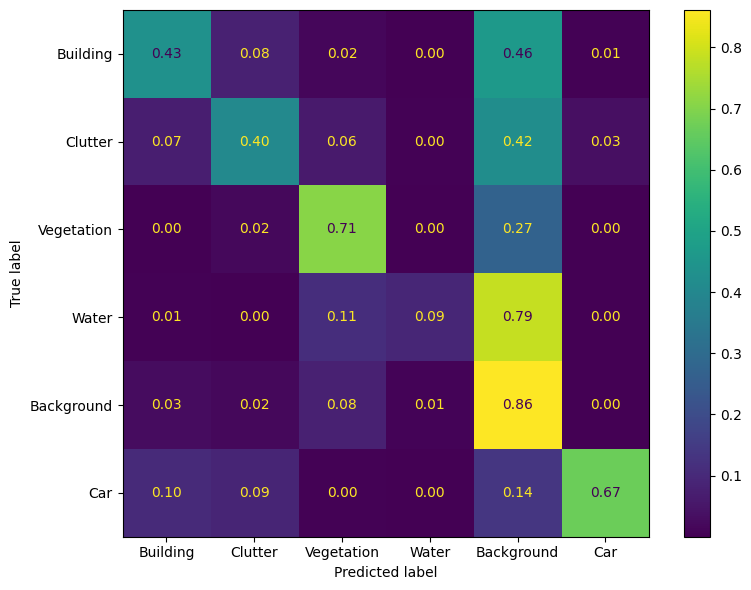 Building 0.43 0.08 0.02 0.00 0.46 0.01
Clutter 0.07 0.40 0.06 0.00 0.42 0.03
Vegetation 0.00 0.02 0.71 0.00 0.27 0.00
Water 0.01 0.00 0.11 0.09 0.79 0.00
Background 0.03 0.02 0.08 0.01 0.86 0.00
Car 0.10 0.09 0.00 0.00 0.14 0.67
Building Clutter Vegetation Water Background Car
Predicted label
True label
0.8
0.7
0.6
0.5
0.4
0.3
0.2
0.1